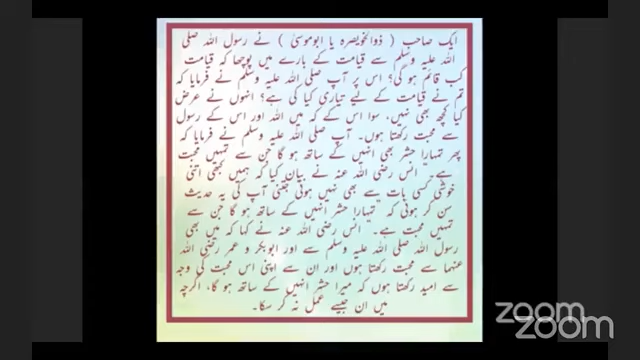 ایک صاحب ( ذوالخویصرہ یا ابوموسیٰ ) نے رسول اللہ صلی
اللہ علیہ وسلم سے قیامت کے بارے میں پوچھا کہ قیامت
کب قائم ہو گی؟ اس پر آپ صلی اللہ علیہ وسلم نے فرمایا کہ
تم نے قیامت کے لیے تیاری کیا کی ہے؟ انہوں نے عرض
کیا کچھ بھی نہیں، سوا اس کے کہ میں اللہ اور اس کے رسول
سے محبت رکھتا ہوں۔ آپ صلی اللہ علیہ وسلم نے فرمایا کہ
پھر تمہارا حشر بھی انہیں کے ساتھ ہو گا جن سے تمہیں محبت
ہے۔ انس رضی اللہ عنہ نے بیان کیا کہ ہمیں کبھی اتنی
خوشی کسی بات سے بھی نہیں ہوئی جتنی آپ کی یہ حدیث
سن کر ہوئی کہ ”تمہارا حشر انہیں کے ساتھ ہو گا جن سے
تمہیں محبت ہے۔“ انس رضی اللہ عنہ نے کہا کہ میں بھی
رسول اللہ صلی اللہ علیہ وسلم سے اور ابوبکر و عمر رضی اللہ
عنہما سے محبت رکھتا ہوں اور ان سے اپنی اس محبت کی وجہ
سے امید رکھتا ہوں کہ میرا حشر انہیں کے ساتھ ہو گا، اگرچہ
میں ان جیسے عمل نہ کر سکا۔
zoom
zoom